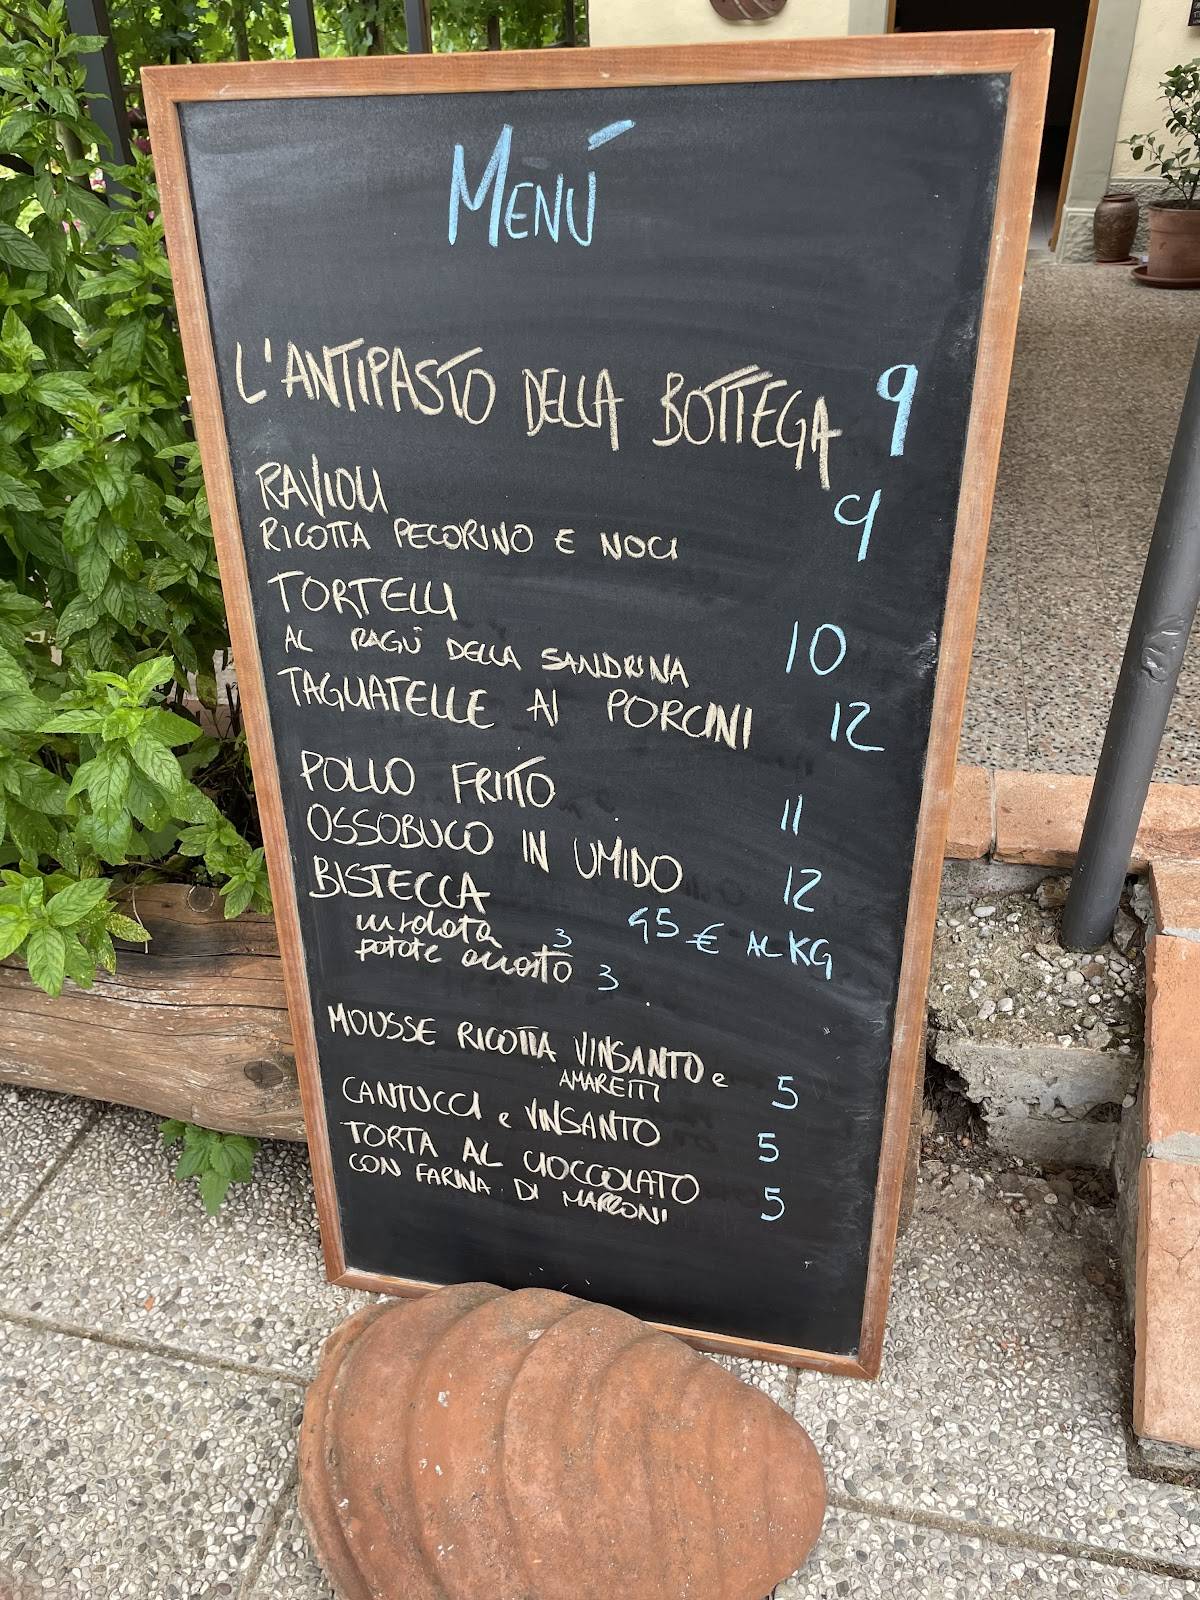 MENÙ
L'ANTIPASTO DELLA BOTTEGA 9
RAVIOLI
RICOTTA PECORINO E NOCI 9
TORTELLI
AL RAGÙ DELLA SANDRINA 10
TAGLIATELLE AI PORCINI 12
POLLO FRITTO 11
OSSOBUCO IN UMIDO 12
BISTECCA 45 € AL KG
insalata 3
patate arrosto 3
MOUSSE RICOTTA VINSANTO e
AMARETTI 5
CANTUCCI e VINSANTO 5
TORTA AL CIOCCOLATO
CON FARINA DI MARRONI 5